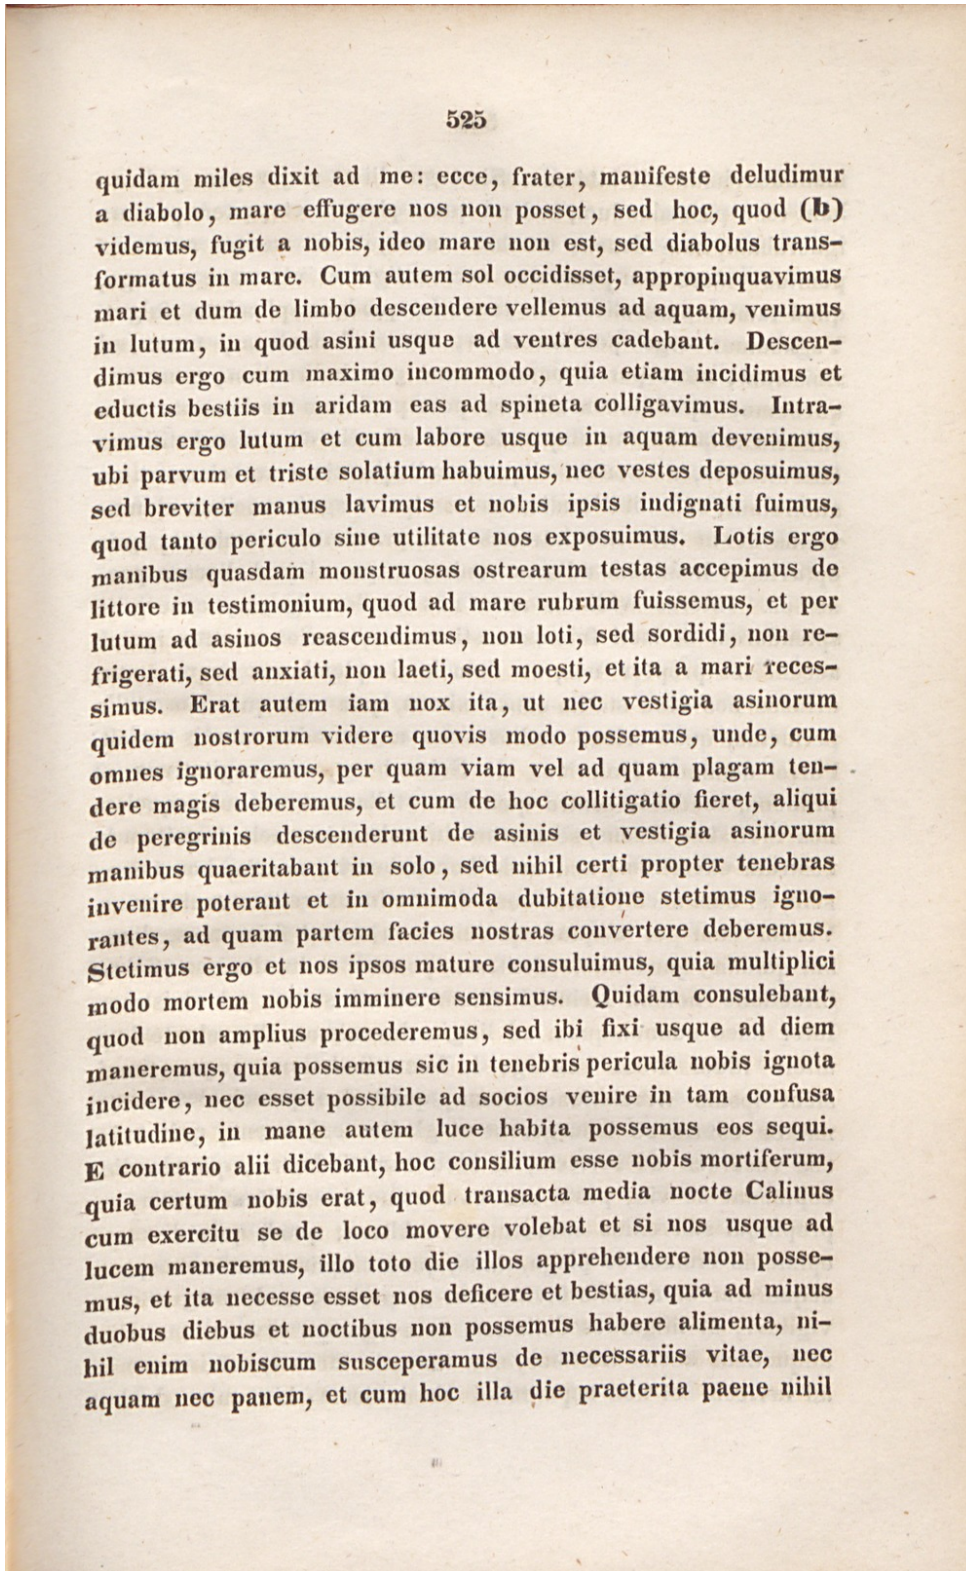 525
quidam miles dixit ad me: ecce, frater, manifeste deludimur
a diabolo, mare effugere nos non posset, sed hoc, quod (b)
videmus, fugit a nobis, ideo mare non est, sed diabolus trans-
formatus in mare. Cum autem sol occidisset, appropinquavimus
mari et dum de limbo descendere vellemus ad aquam, venimus
in lutum, in quod asini usque ad ventres cadebant. Descen-
dimus ergo cum maximo incommodo, quia etiam incidimus et
eductis bestiis in aridam eas ad spineta colligavimus. Intra-
vimus ergo lutum et cum labore usque in aquam devenimus,
ubi parvum et triste solatium habuimus, nec vestes deposuimus,
sed breviter manus lavimus et nobis ipsis indignati fuimus,
quod tanto periculo sine utilitate nos exposuimus. Lotis ergo
manibus quasdam monstruosas ostrearum testas accepimus de
littore in testimonium, quod ad mare rubrum fuissemus, et per
lutum ad asinos reascendimus, non loti, sed sordidi, non re-
frigerati, sed anxiati, non laeti, sed moesti, et ita a mari reces-
simus. Erat autem iam nox ita, ut nec vestigia asinorum
quidem nostrorum videre quovis modo possemus, unde, cum
omnes ignoraremus, per quam viam vel ad quam plagam ten-
dere magis deberemus, et cum de hoc collitigatio fieret, aliqui
de peregrinis descenderunt de asinis et vestigia asinorum
manibus quaeritabant in solo, sed nihil certi propter tenebras
invenire poterant et in omnimoda dubitatione stetimus igno-
rantes, ad quam partem facies nostras convertere deberemus.
Stetimus ergo et nos ipsos mature consuluimus, quia multiplici
modo mortem nobis imminere sensimus. Quidam consulebant,
quod non amplius procederemus, sed ibi fixi usque ad diem
maneremus, quia possemus sic in tenebris pericula nobis ignota
incidere, nec esset possibile ad socios venire in tam confusa
latitudine, in mane autem luce habita possemus eos sequi.
E contrario alii dicebant, hoc consilium esse nobis mortiferum,
quia certum nobis erat, quod transacta media nocte Calinus
cum exercitu se de loco movere volebat et si nos usque ad
lucem maneremus, illo toto die illos apprehendere non posse-
mus, et ita necesse esset nos deficere et bestias, quia ad minus
duobus diebus et noctibus non possemus habere alimenta, ni-
hil enim nobiscum susceperamus de necessariis vitae, nec
aquam nec panem, et cum hoc illa die praeterita paene nihil